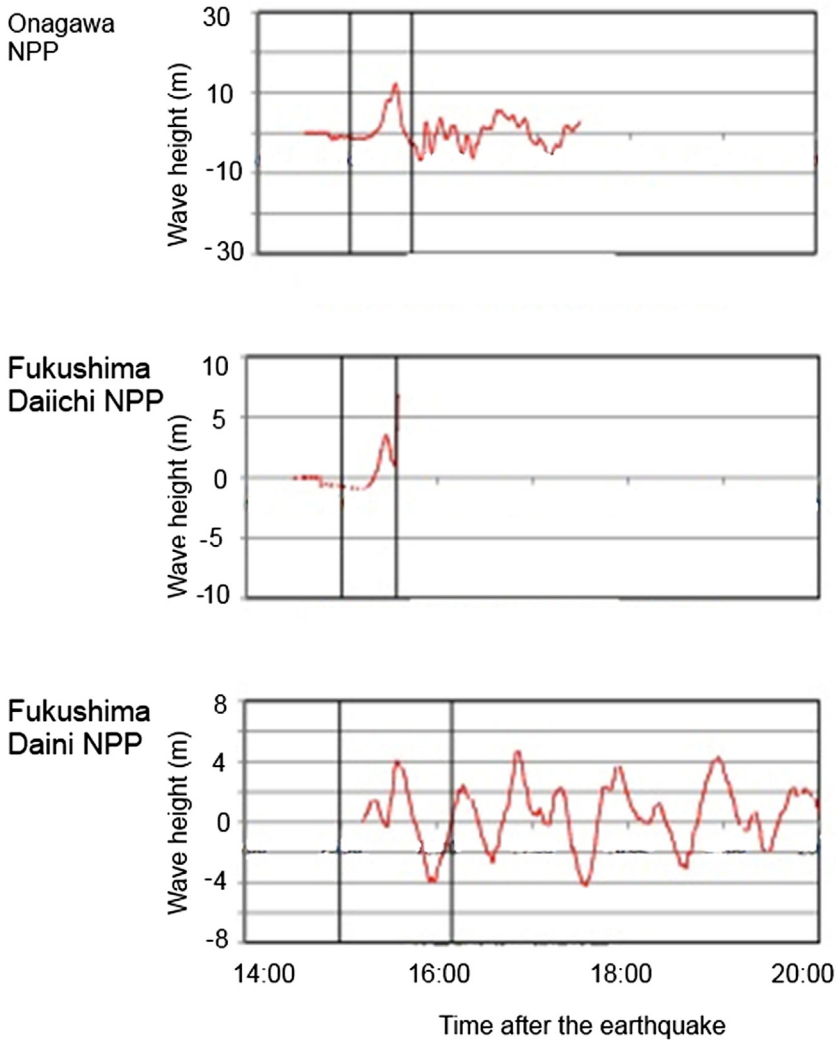 Onagawa
NPP
Wave height (m)
30
10
-10
-30
Fukushima
Daiichi NPP
Wave height (m)
10
5
0
-5
-10
Fukushima
Daini NPP
Wave height (m)
8
4
0
-4
-8
14:00 16:00 18:00 20:00
Time after the earthquake